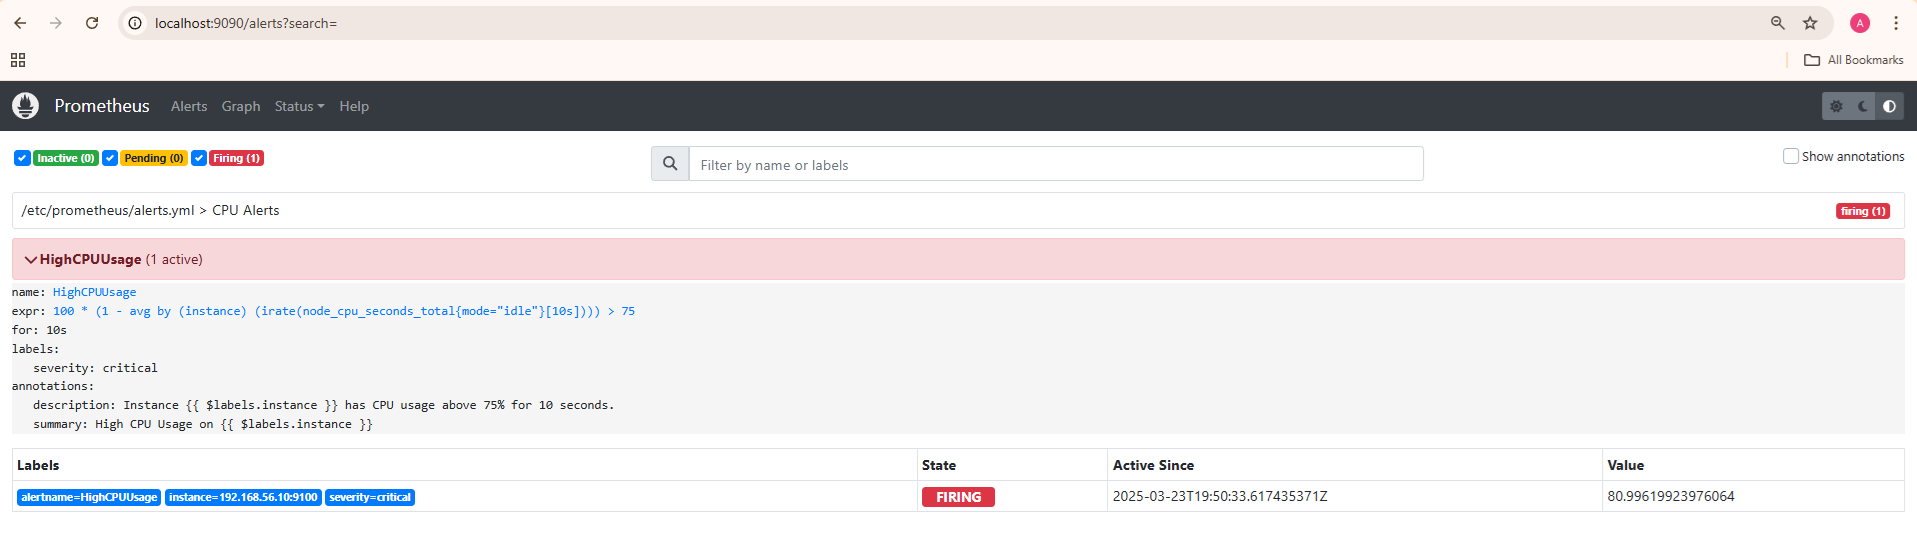 localhost:9090/alerts?search=
A
All Bookmarks
Prometheus Alerts Graph Status Help
Inactive (0) Pending (0) Firing (1)
Filter by name or labels
Show annotations
/etc/prometheus/alerts.yml > CPU Alerts
firing (1)
HighCPUUsage (1 active)
name: HighCPUUsage
expr: 100 * (1 - avg by (instance) (irate(node_cpu_seconds_total{mode="idle"}[10s]))) > 75
for: 10s
labels:
severity: critical
annotations:
description: Instance {{ $labels.instance }} has CPU usage above 75% for 10 seconds.
summary: High CPU Usage on {{ $labels.instance }}
Labels State Active Since Value
alertname=HighCPUUsage instance=192.168.56.10:9100 severity=critical FIRING 2025-03-23T19:50:33.617435371Z 80.99619923976064